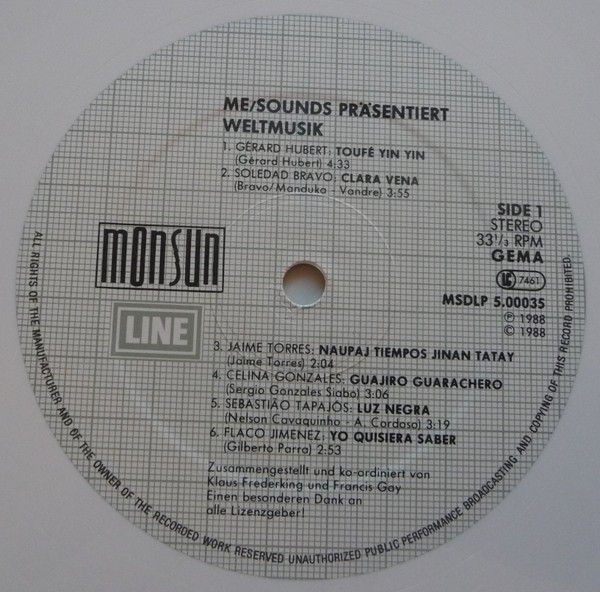 ME/SOUNDS PRÄSENTIERT
WELTMUSIK
1. GÉRARD HUBERT: TOUFÉ YIN YIN
(Gérard Hubert) 4:33
2. SOLEDAD BRAVO: CLARA VENA
(Bravo/Manduka - Vandre) 3:55
SIDE 1
STEREO
33 1/3 RPM
GEMA
LC 7461
monsun
LINE
MSDLP 5.00035
℗ 1988
© 1988
3. JAIME TORRES: NAUPAJ TIEMPOS JINAN TATAY
(Jaime Torres) 2:04
4. CELINA GONZALES: GUAJIRO GUARACHERO
(Sergio Gonzales Siabo) 3:06
5. SEBASTIÃO TAPAJÓS: LUZ NEGRA
(Nelson Cavaquinho - A. Cardoso) 3:19
6. FLACO JIMENEZ: YO QUISIERA SABER
(Gilberto Parra) 2:53
Zusammengestellt und ko-ordiniert von
Klaus Frederking und Francis Gay
Einen besonderen Dank an
alle Lizenzgeber!
ALL RIGHTS OF THE MANUFACTURER AND OF THE OWNER OF THE RECORDED WORK RESERVED UNAUTHORIZED PUBLIC PERFORMANCE BROADCASTING AND COPYING OF THIS RECORD PROHIBITED